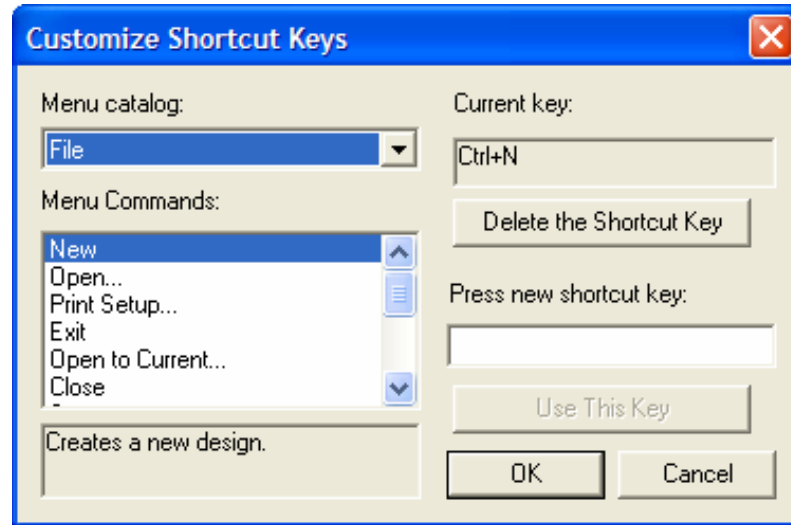 Customize Shortcut Keys
Menu catalog:
File
Menu Commands:
New
Open...
Print Setup...
Exit
Open to Current...
Close
Creates a new design.
Current key:
Ctrl+N
Delete the Shortcut Key
Press new shortcut key:
Use This Key
OK
Cancel